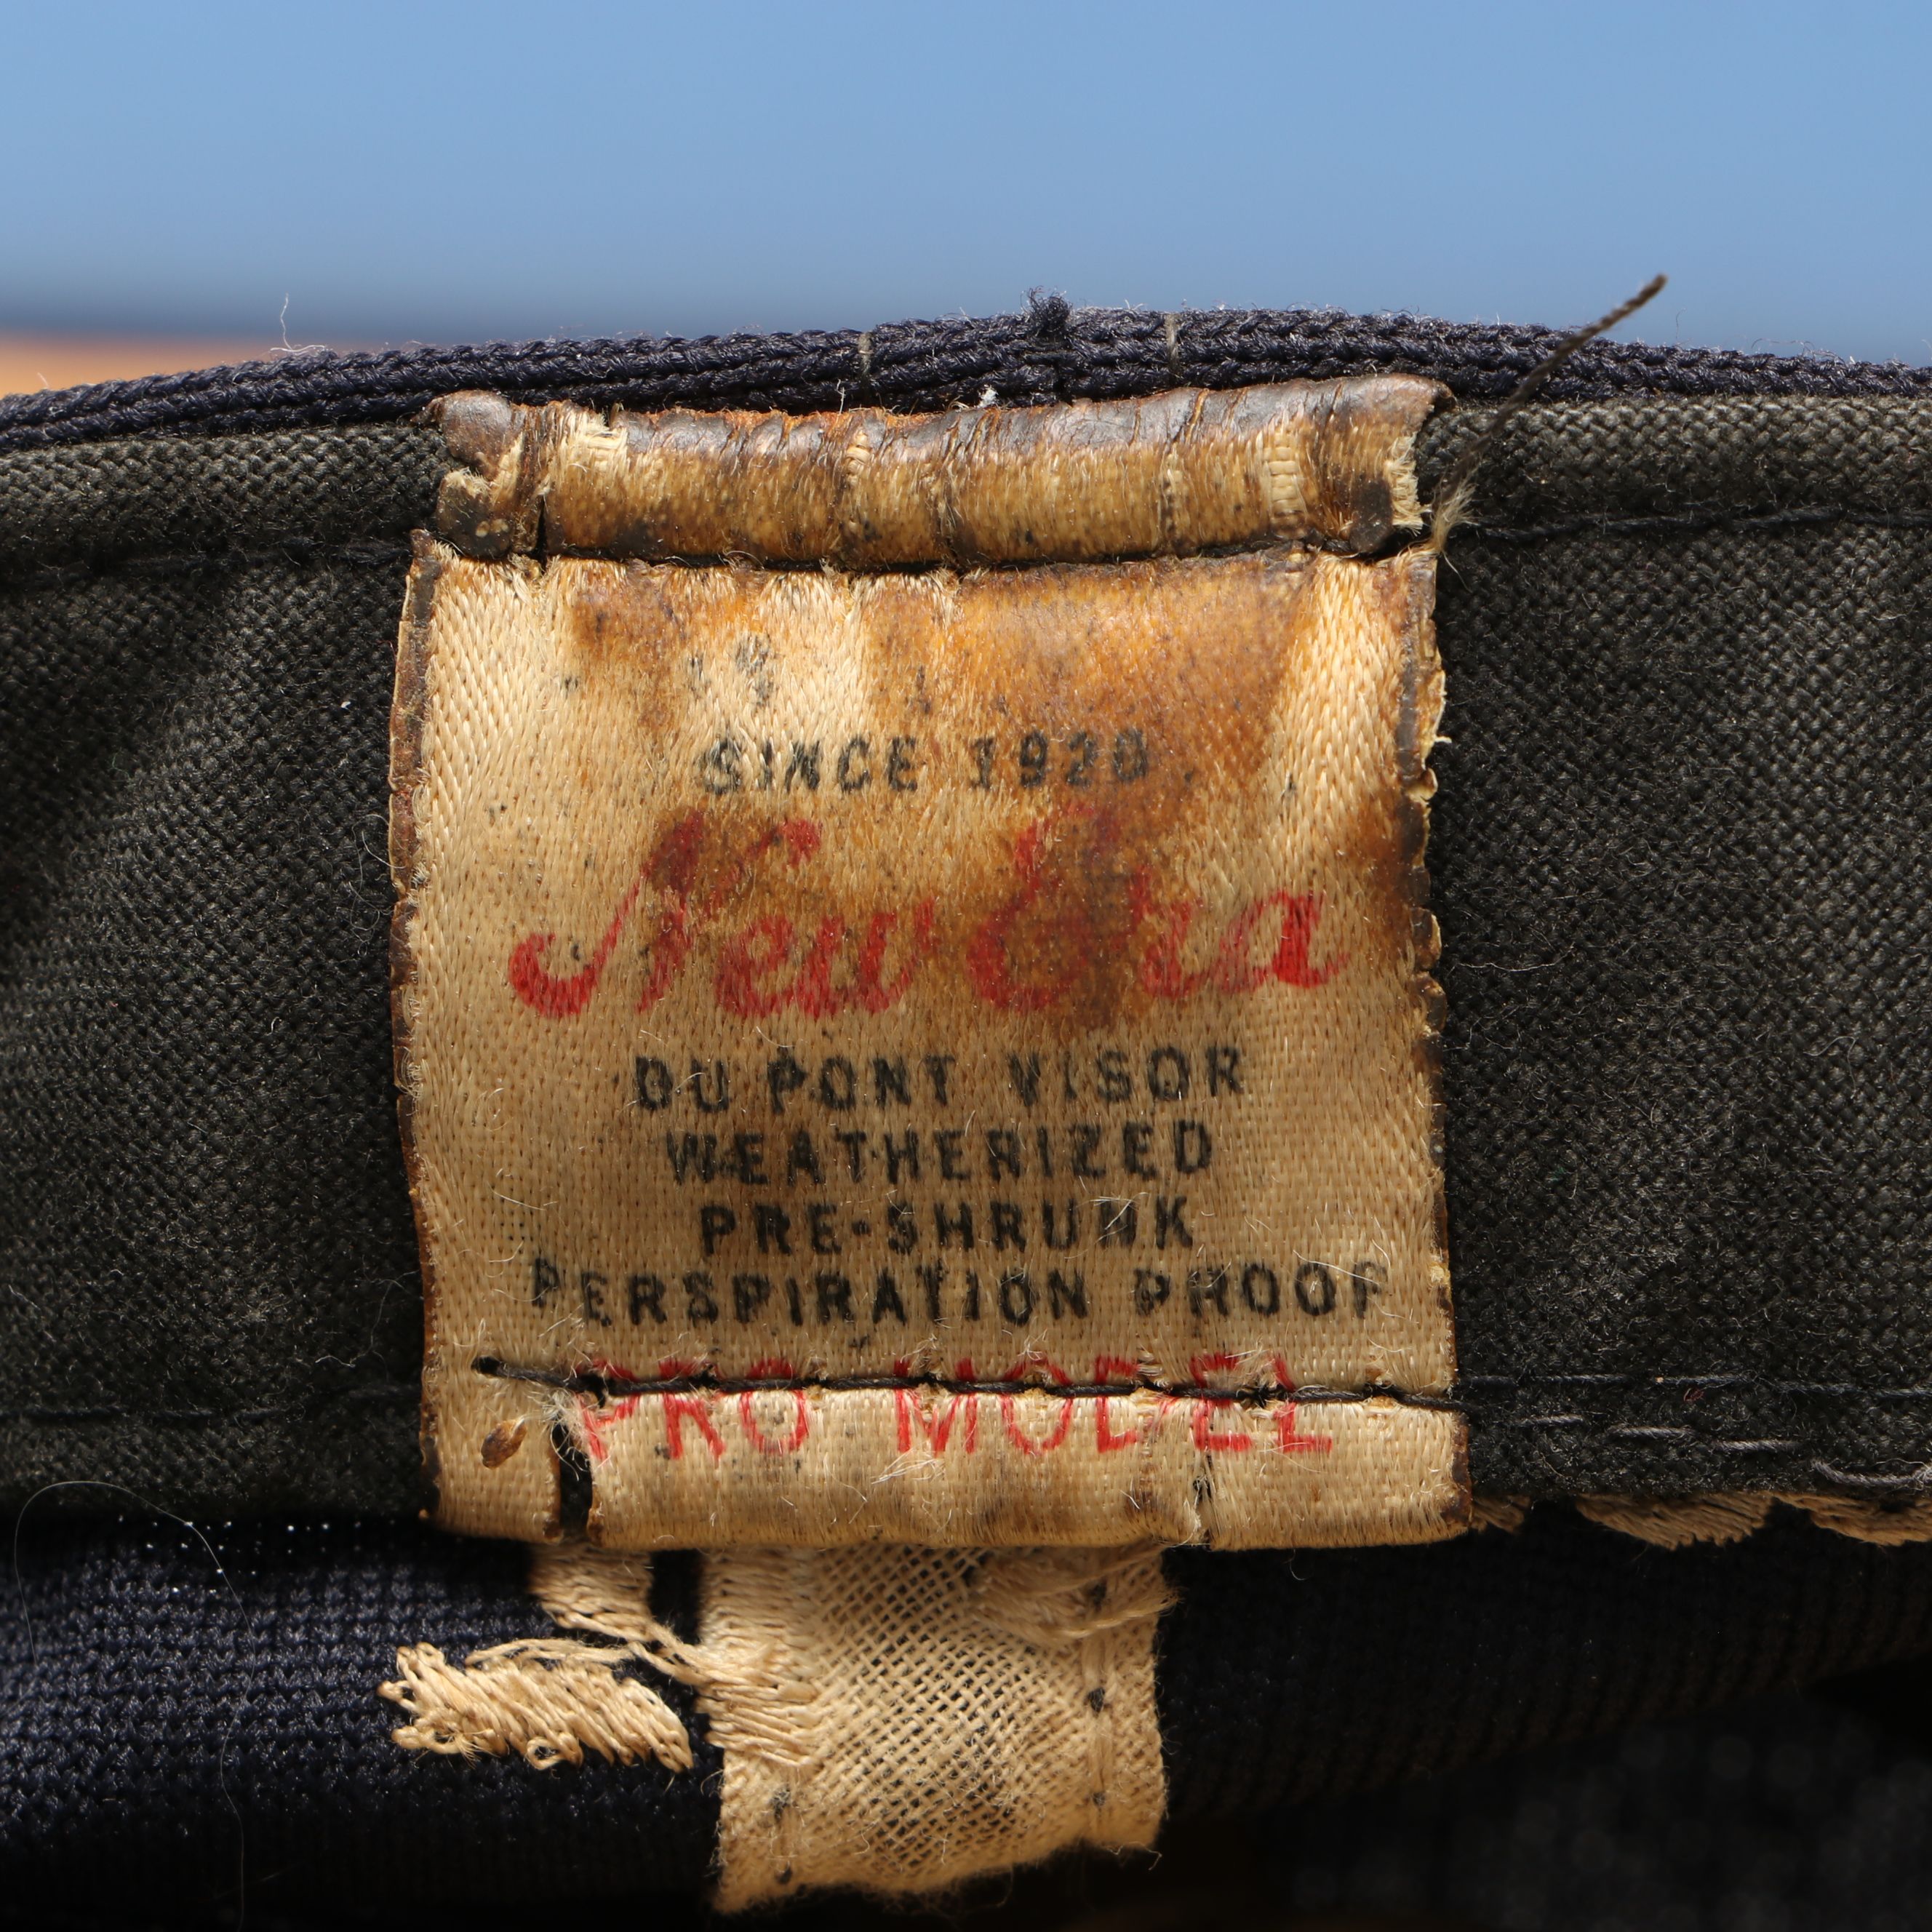 SINCE 1920
New Era
DU PONT VISOR
WEATHERIZED
PRE-SHRUNK
PERSPIRATION PROOF
PRO MODEL